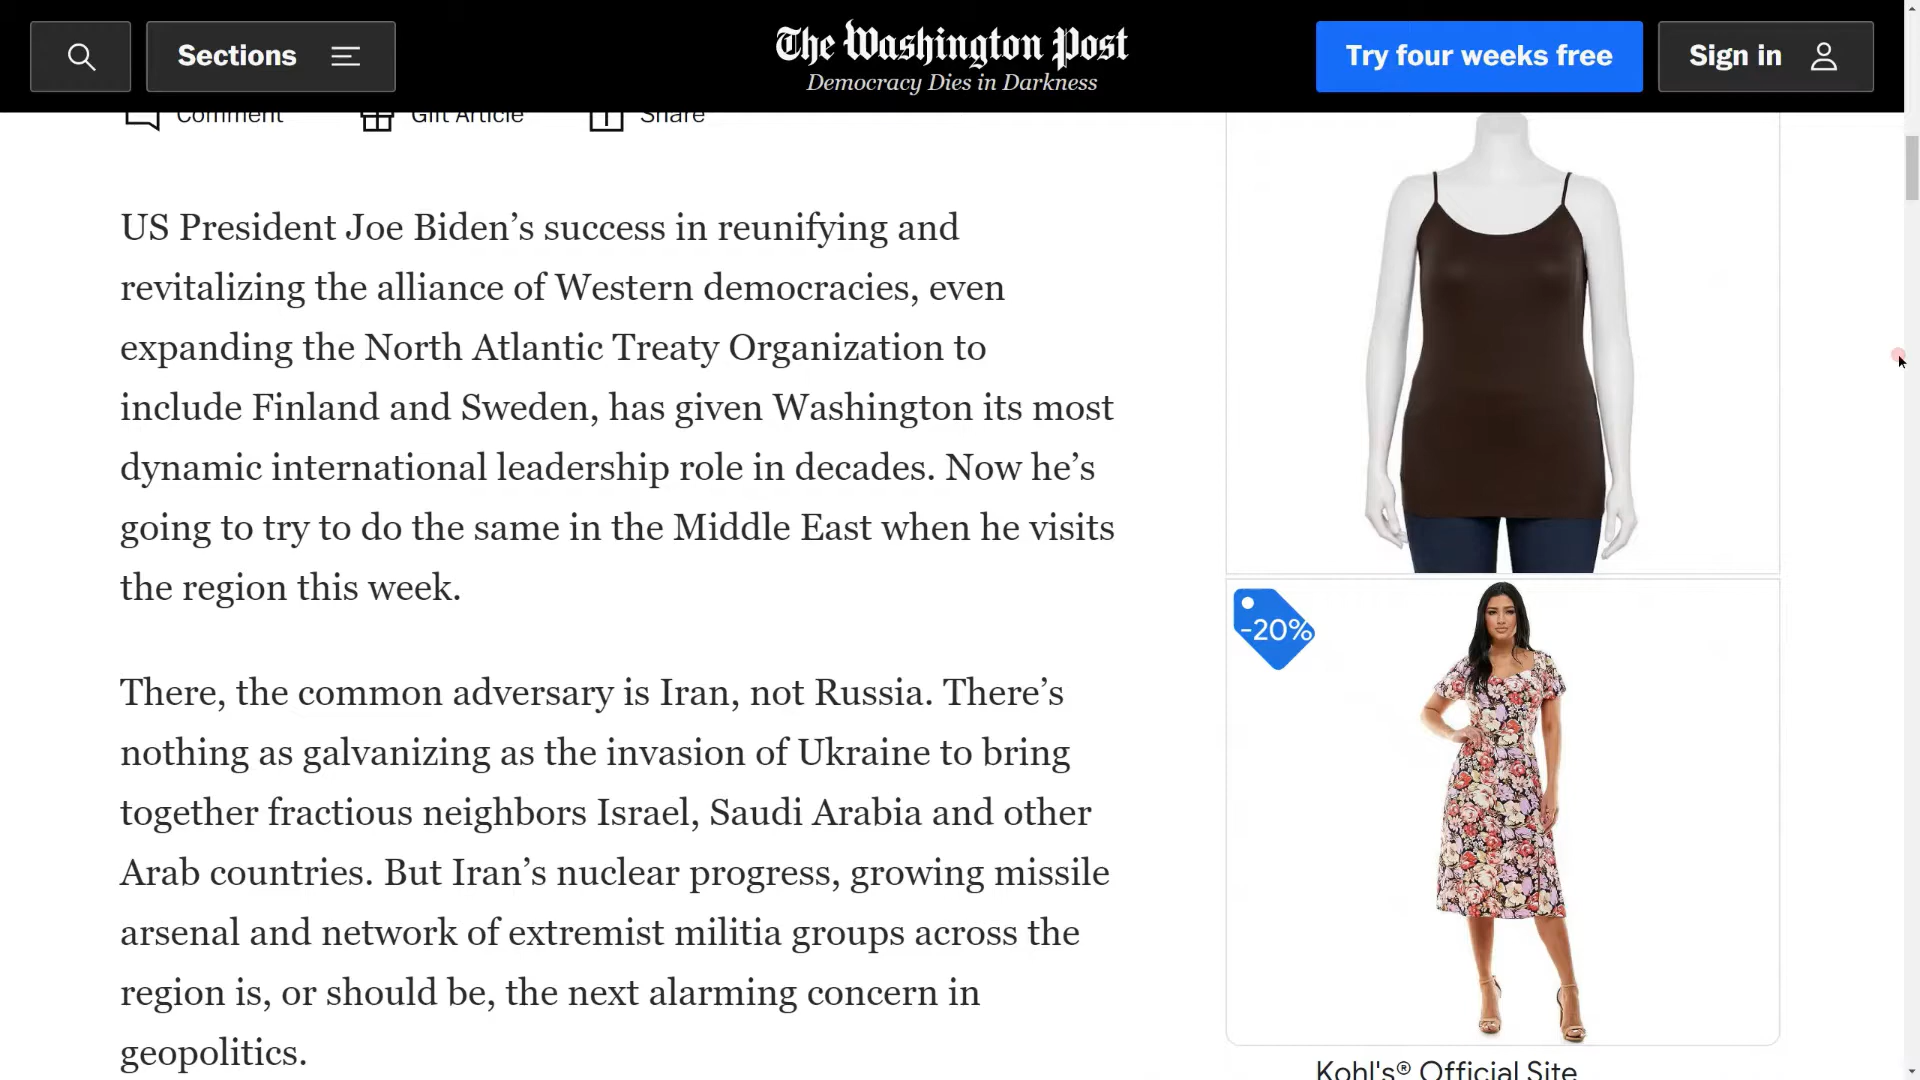 Sections
The Washington Post
Democracy Dies in Darkness
Try four weeks free
Sign in
Comment
Gift Article
Share
US President Joe Biden’s success in reunifying and
revitalizing the alliance of Western democracies, even
expanding the North Atlantic Treaty Organization to
include Finland and Sweden, has given Washington its most
dynamic international leadership role in decades. Now he’s
going to try to do the same in the Middle East when he visits
the region this week.
There, the common adversary is Iran, not Russia. There’s
nothing as galvanizing as the invasion of Ukraine to bring
together fractious neighbors Israel, Saudi Arabia and other
Arab countries. But Iran’s nuclear progress, growing missile
arsenal and network of extremist militia groups across the
region is, or should be, the next alarming concern in
geopolitics.
-20%
Kohl's® Official Site